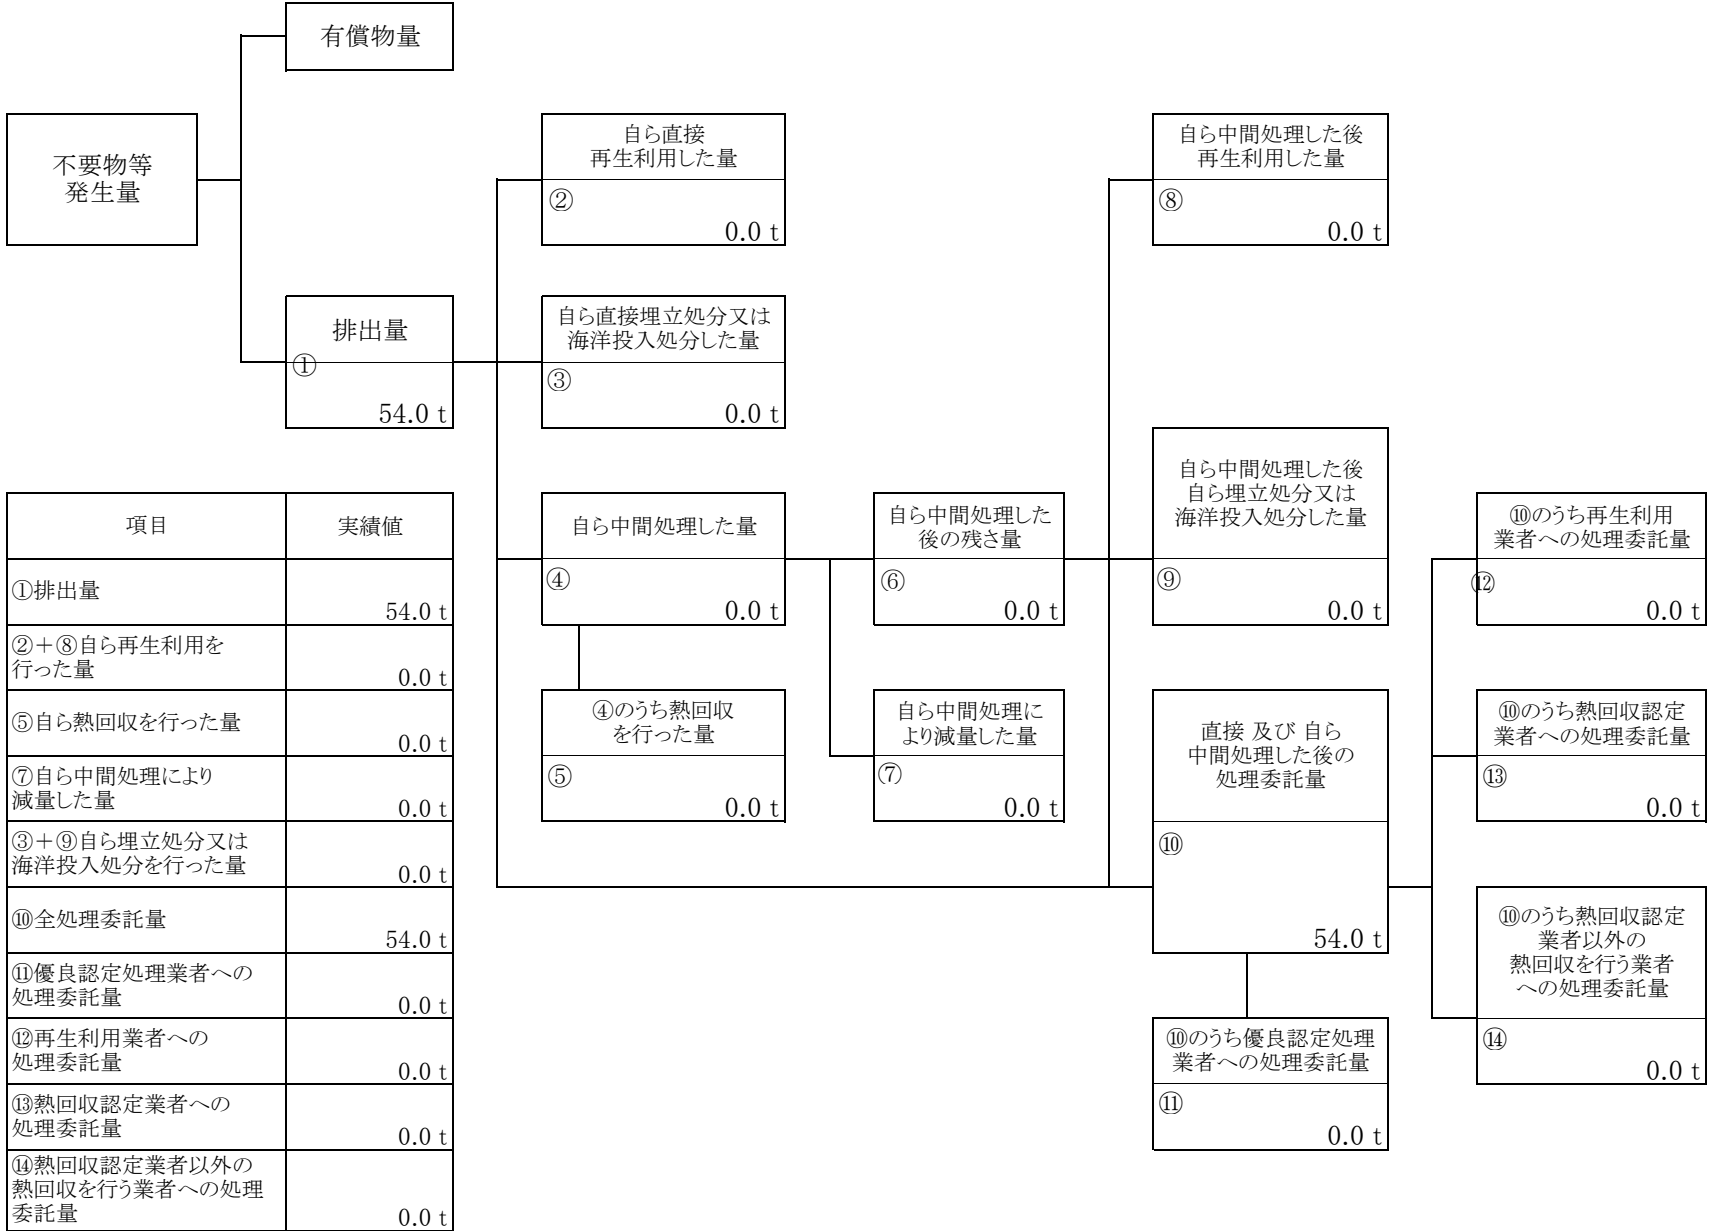 有償物量
不要物等
発生量
自ら直接
再生利用した量
②
0.0 t
自ら中間処理した後
再生利用した量
⑧
0.0 t
排出量
①
54.0 t
自ら直接埋立処分又は
海洋投入処分した量
③
0.0 t
自ら中間処理した量
④
0.0 t
自ら中間処理した
後の残さ量
⑥
0.0 t
自ら中間処理した後
自ら埋立処分又は
海洋投入処分した量
⑨
0.0 t
⑩のうち再生利用
業者への処理委託量
⑫
0.0 t
④のうち熱回収
を行った量
⑤
0.0 t
自ら中間処理に
より減量した量
⑦
0.0 t
直接 及び 自ら
中間処理した後の
処理委託量
⑩
54.0 t
⑩のうち熱回収認定
業者への処理委託量
⑬
0.0 t
⑩のうち熱回収認定
業者以外の
熱回収を行う業者
への処理委託量
⑭
0.0 t
⑩のうち優良認定処理
業者への処理委託量
⑪
0.0 t
項目 実績値
①排出量
54.0 t
②＋⑧自ら再生利用を
行った量
0.0 t
⑤自ら熱回収を行った量
0.0 t
⑦自ら中間処理により
減量した量
0.0 t
③＋⑨自ら埋立処分又は
海洋投入処分を行った量
0.0 t
⑩全処理委託量
54.0 t
⑪優良認定処理業者への
処理委託量
0.0 t
⑫再生利用業者への
処理委託量
0.0 t
⑬熱回収認定業者への
処理委託量
0.0 t
⑭熱回収認定業者以外の
熱回収を行う業者への処理
委託量
0.0 t